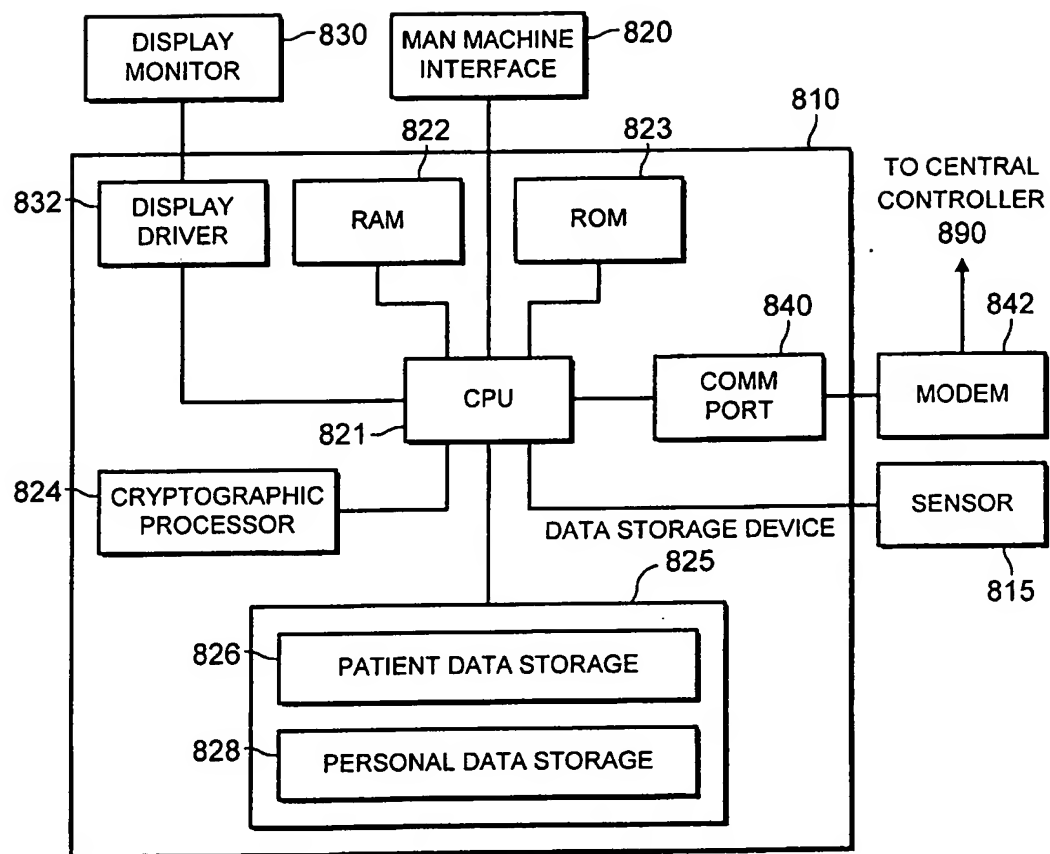 DISPLAY
MONITOR
830
MAN MACHINE
INTERFACE
820
810
822
823
832
DISPLAY
DRIVER
RAM
ROM
TO CENTRAL
CONTROLLER
890
840
842
CPU
821
COMM
PORT
MODEM
824
CRYPTOGRAPHIC
PROCESSOR
SENSOR
815
DATA STORAGE DEVICE
825
826
PATIENT DATA STORAGE
828
PERSONAL DATA STORAGE